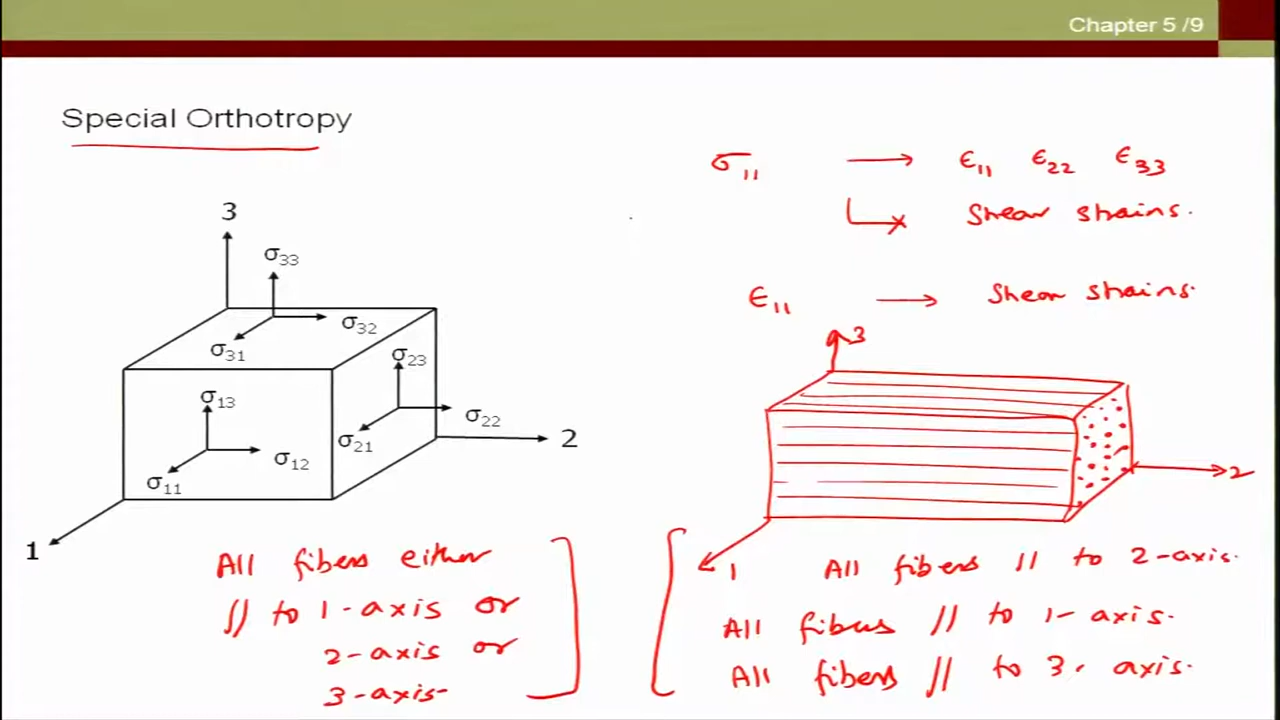 Chapter 5 /9
Special Orthotropy
σ11 → ε11 ε22 ε33
Shear strains.
ε11 → Shear strains.
3
σ33
σ32
σ31
σ23
σ13
σ22
σ21
σ12
σ11
2
1
3
2
1
All fibers either
// to 1-axis or
2-axis or
3-axis
All fibers // to 2-axis.
All fibers // to 1-axis.
All fibers // to 3. axis.